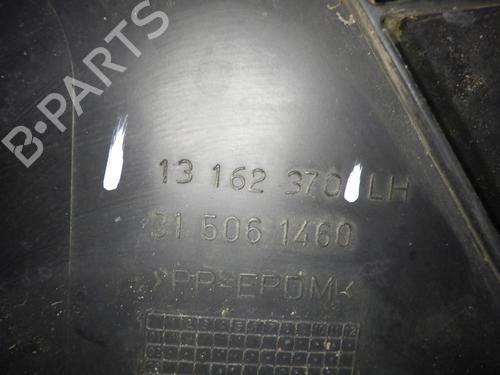 B-PARTS
13 162 370 LH
31 506 1460
>PP-EPDM<